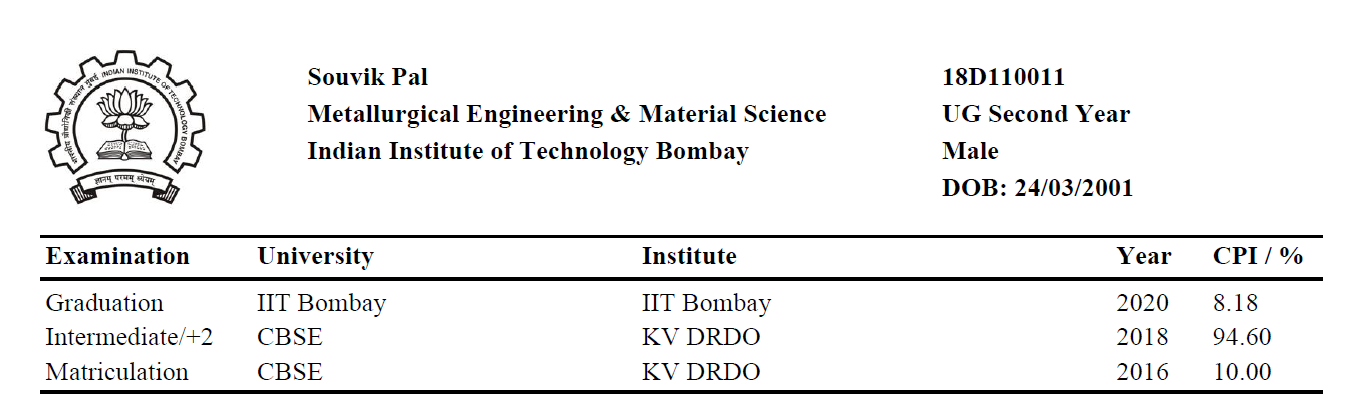 भारतीय प्रौद्योगिकी संस्थान मुंबई
INDIAN INSTITUTE OF TECHNOLOGY BOMBAY
ज्ञानम् परमम् ध्येयम्
Souvik Pal 18D110011
Metallurgical Engineering & Material Science UG Second Year
Indian Institute of Technology Bombay Male
DOB: 24/03/2001
Examination University Institute Year CPI / %
Graduation IIT Bombay IIT Bombay 2020 8.18
Intermediate/+2 CBSE KV DRDO 2018 94.60
Matriculation CBSE KV DRDO 2016 10.00